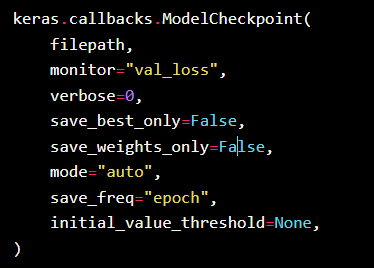 keras.callbacks.ModelCheckpoint(
    filepath,
    monitor="val_loss",
    verbose=0,
    save_best_only=False,
    save_weights_only=False,
    mode="auto",
    save_freq="epoch",
    initial_value_threshold=None,
)